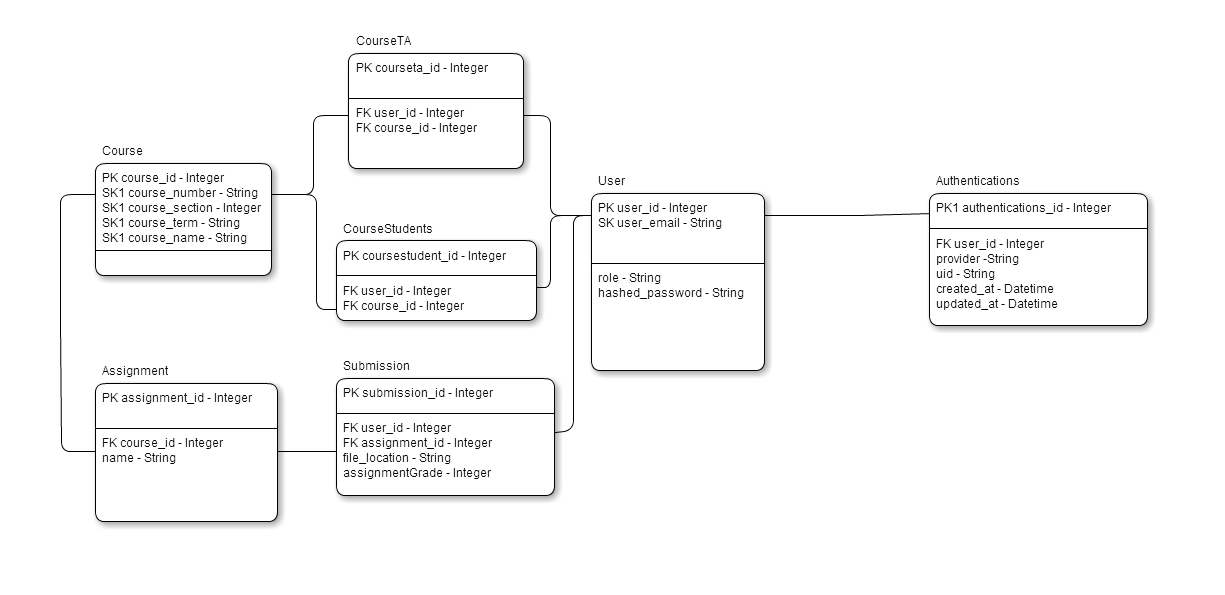 CourseTA
PK courseta_id - Integer
FK user_id - Integer
FK course_id - Integer
Course
PK course_id - Integer
SK1 course_number - String
SK1 course_section - Integer
SK1 course_term - String
SK1 course_name - String
CourseStudents
PK coursestudent_id - Integer
FK user_id - Integer
FK course_id - Integer
User
PK user_id - Integer
SK user_email - String
role - String
hashed_password - String
Authentications
PK1 authentications_id - Integer
FK user_id - Integer
provider -String
uid - String
created_at - Datetime
updated_at - Datetime
Assignment
PK assignment_id - Integer
FK course_id - Integer
name - String
Submission
PK submission_id - Integer
FK user_id - Integer
FK assignment_id - Integer
file_location - String
assignmentGrade - Integer